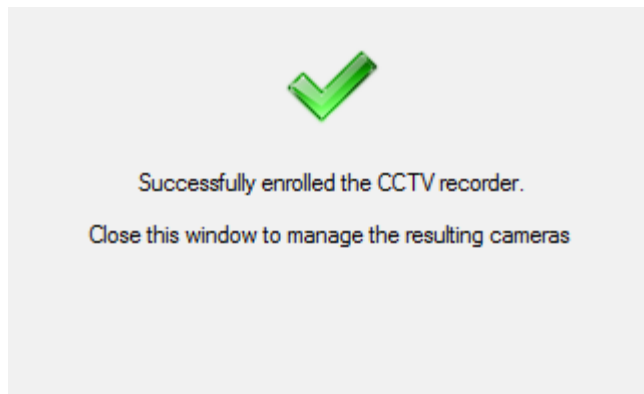 Successfully enrolled the CCTV recorder.
Close this window to manage the resulting cameras